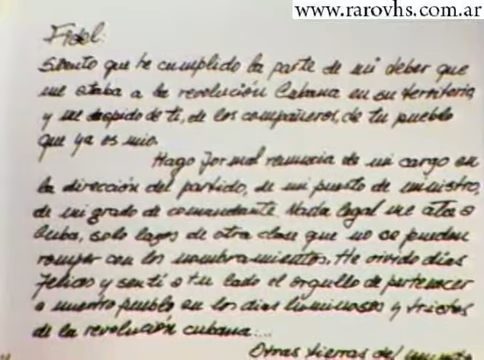 www.rarovhs.com.ar
Fidel:
Siento que he cumplido la parte de mi deber que
me ataba a la revolución Cubana en su territorio
y me despido de ti, de los compañeros, de tu pueblo
que ya es mio.
Hago formal renuncia de mi cargo en
la dirección del partido, de mi puesto de ministro,
de mi grado de comandante. Nada legal me ata a
Cuba, solo lazos de otra clase que no se pueden
romper con los nombramientos. He vivido días
felices y sentí a tu lado el orgullo de pertenecer
a nuestro pueblo en los días luminosos y tristes
de la revolución cubana...
Otras tierras del